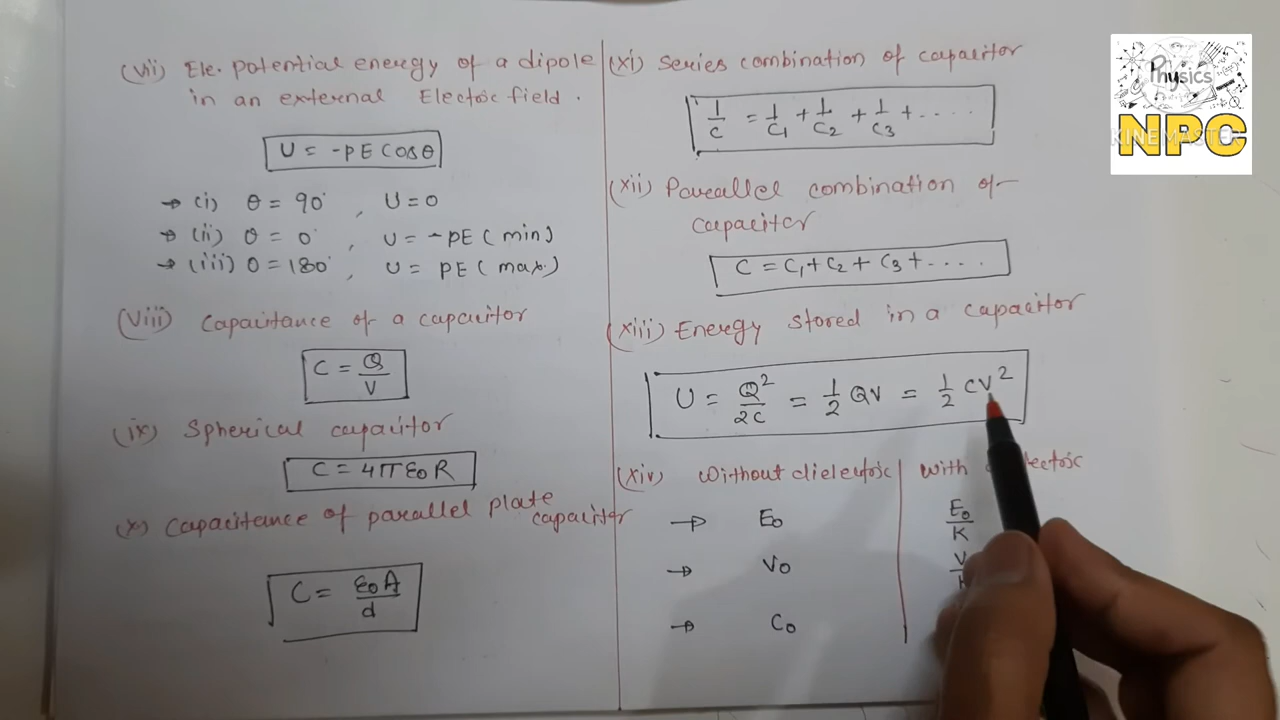 (vii) Ele. potential energy of a dipole
in an external Electric field.
U = -pE cosθ
→ (i) θ = 90°, U = 0
→ (ii) θ = 0°, U = -pE (min)
→ (iii) θ = 180°, U = pE (max.)
(viii) Capacitance of a capacitor
C = Q/V
(ix) Spherical capacitor
C = 4πε0R
(x) Capacitance of parallel plate
capacitor
C = ε0A/d
(xi) Series combination of capacitor
1/C = 1/C1 + 1/C2 + 1/C3 + ....
(xii) Parallel combination of
capacitor
C = C1 + C2 + C3 + ....
(xiii) Energy stored in a capacitor
U = Q²/2C = 1/2 QV = 1/2 CV²
(xiv) Without dielectric | with
→ E0 E0/K
→ V0 V
→ C0
Physics
NPC
KINEMASTER